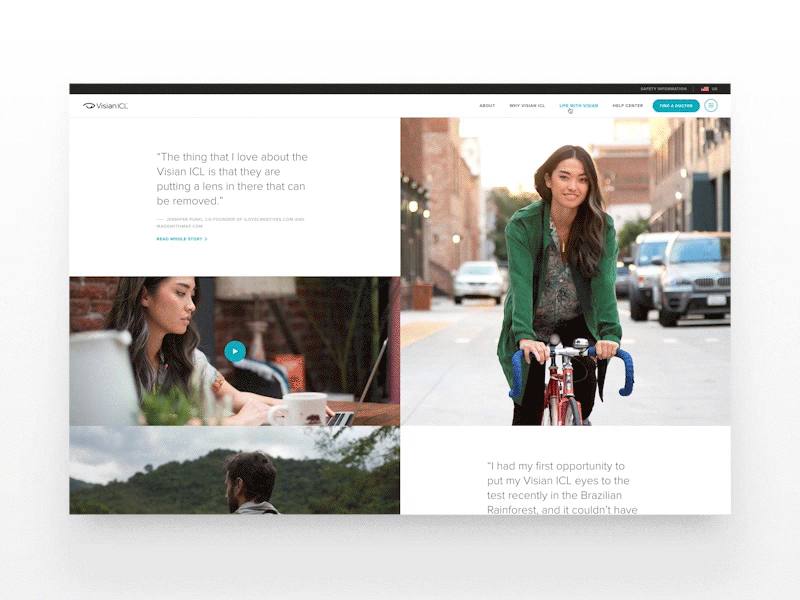 SAFETY INFORMATION
US
Visian ICL
ABOUT
WHY VISIAN ICL
LIFE WITH VISIAN
HELP CENTER
FIND A DOCTOR
“The thing that I love about the
Visian ICL is that they are
putting a lens in there that can
be removed.”
READ WHOLE STORY
“I had my first opportunity to
put my Visian ICL eyes to the
test recently in the Brazilian
Rainforest, and it couldn’t have